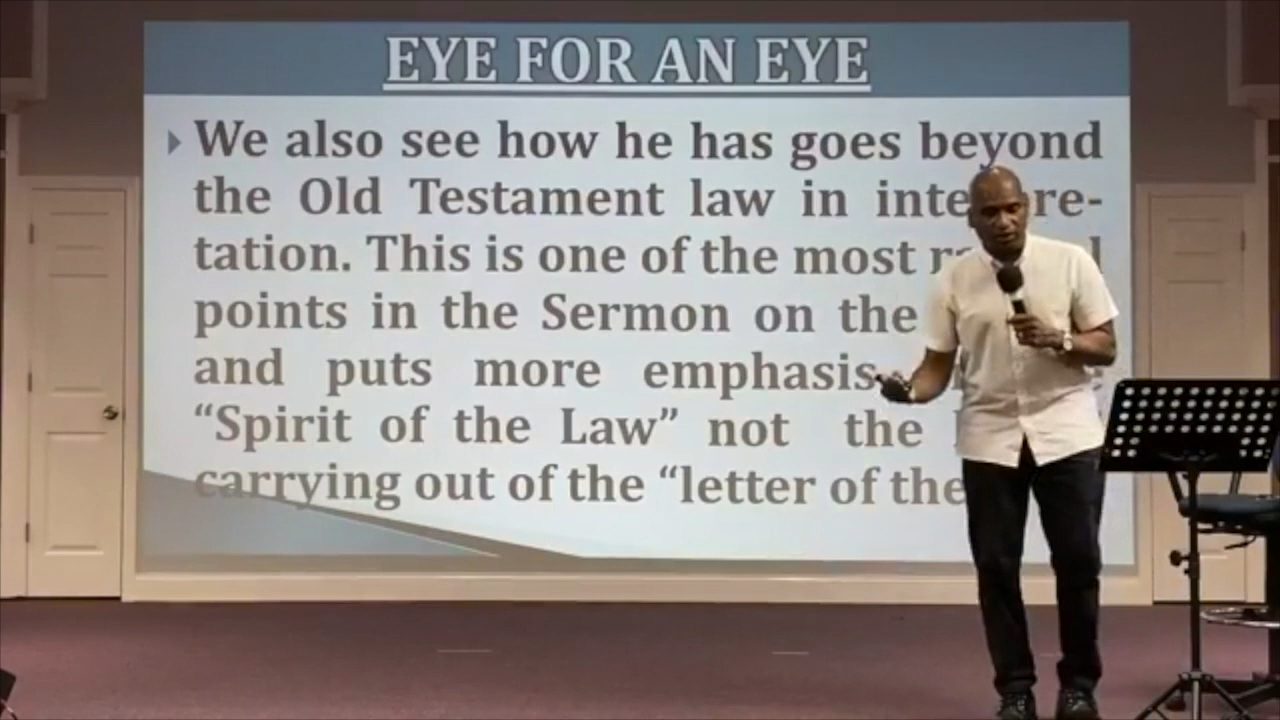 EYE FOR AN EYE
We also see how he has goes beyond
the Old Testament law in
tation. This is one of the most
points in the Sermon on the
and puts more emphasis
“Spirit of the Law” not the
carrying out of the “letter of the